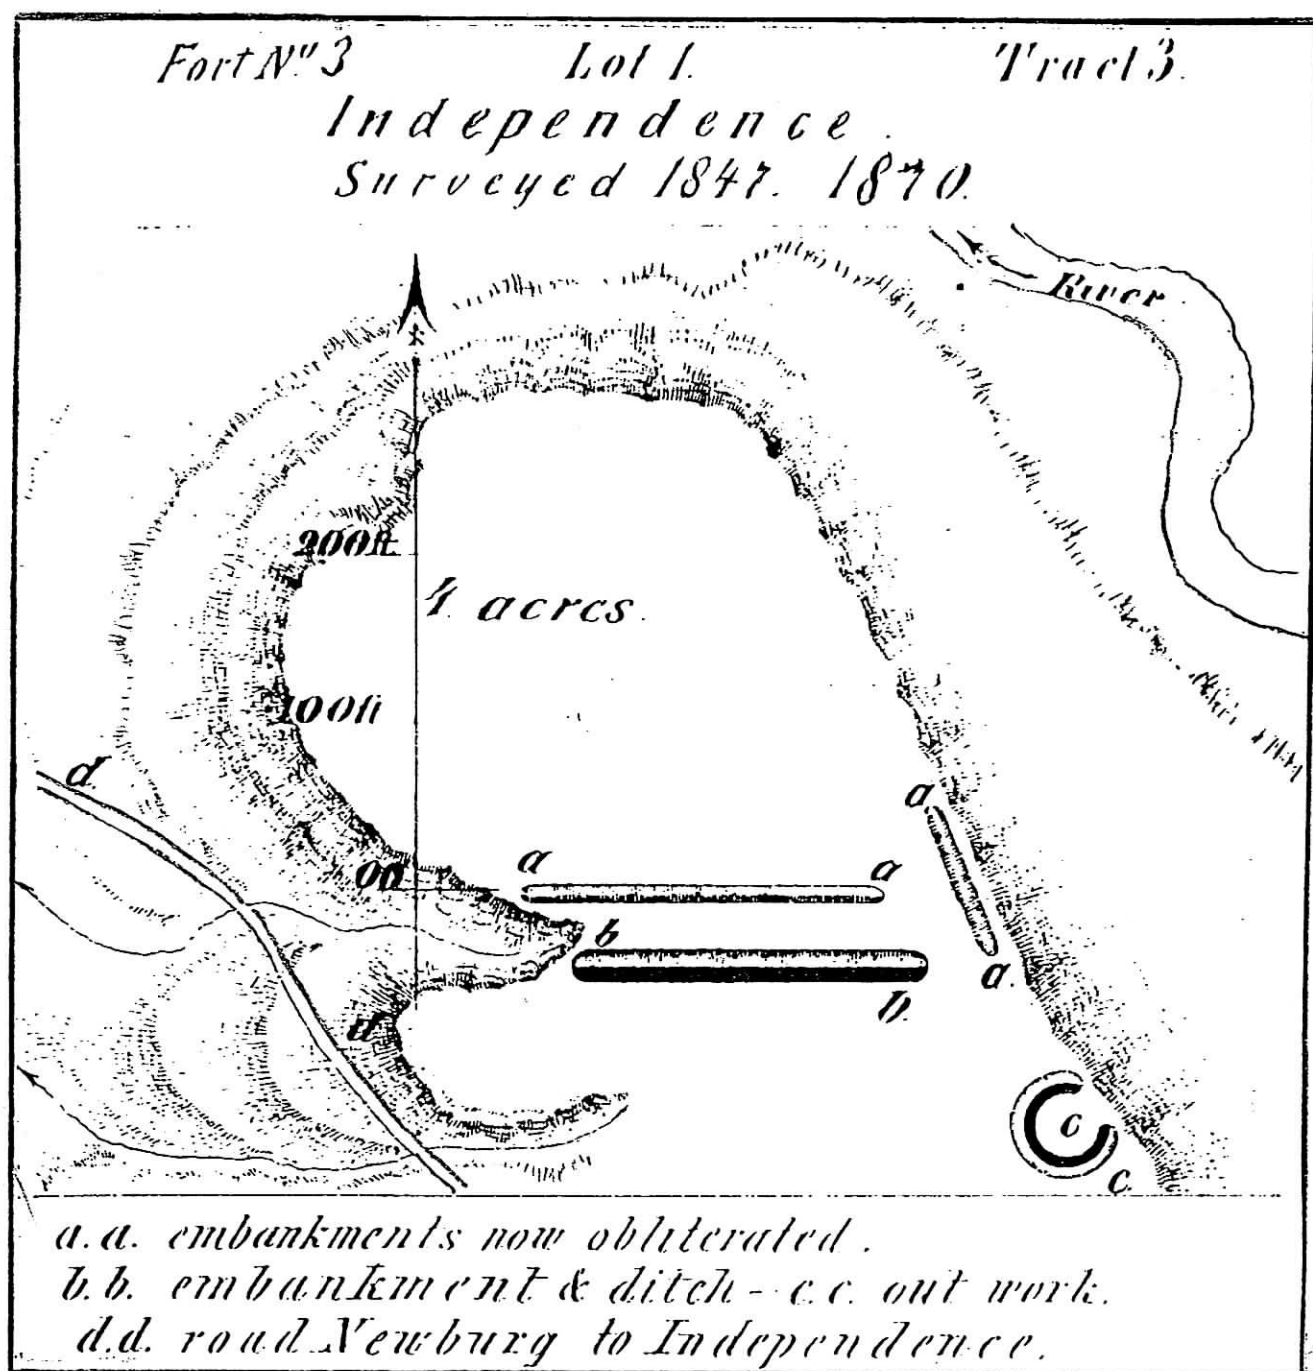 Fort Nº 3 Lot 1. Tract 3.
Independence.
Surveyed 1847. 1870.
River
200ft
4 acres.
100ft
d
a
00
a a
b
a.
b.
d
c
c
a.a. embankments now obliterated.
b.b. embankment & ditch - c.c. out work.
d.d. road Newburg to Independence.